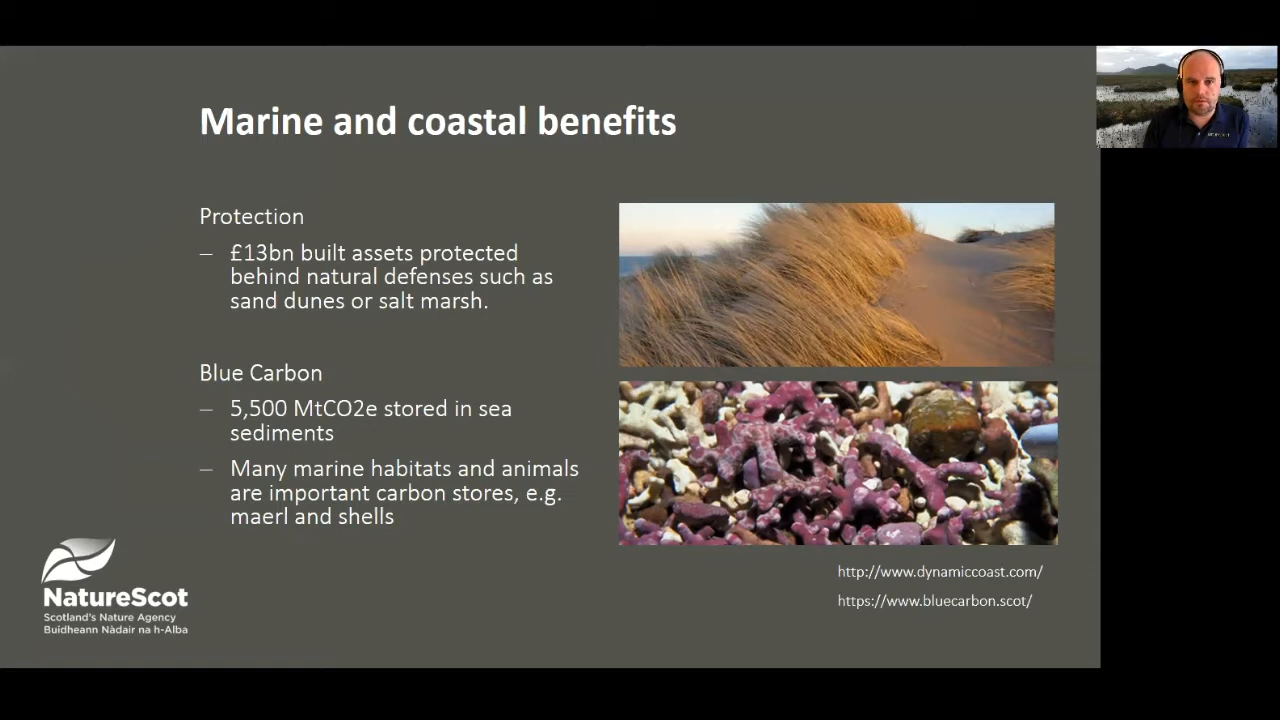 Marine and coastal benefits
Protection
– £13bn built assets protected
behind natural defenses such as
sand dunes or salt marsh.
Blue Carbon
– 5,500 MtCO2e stored in sea
sediments
– Many marine habitats and animals
are important carbon stores, e.g.
maerl and shells
http://www.dynamiccoast.com/
https://www.bluecarbon.scot/
NatureScot
Scotland's Nature Agency
Buidheann Nàdair na h-Alba